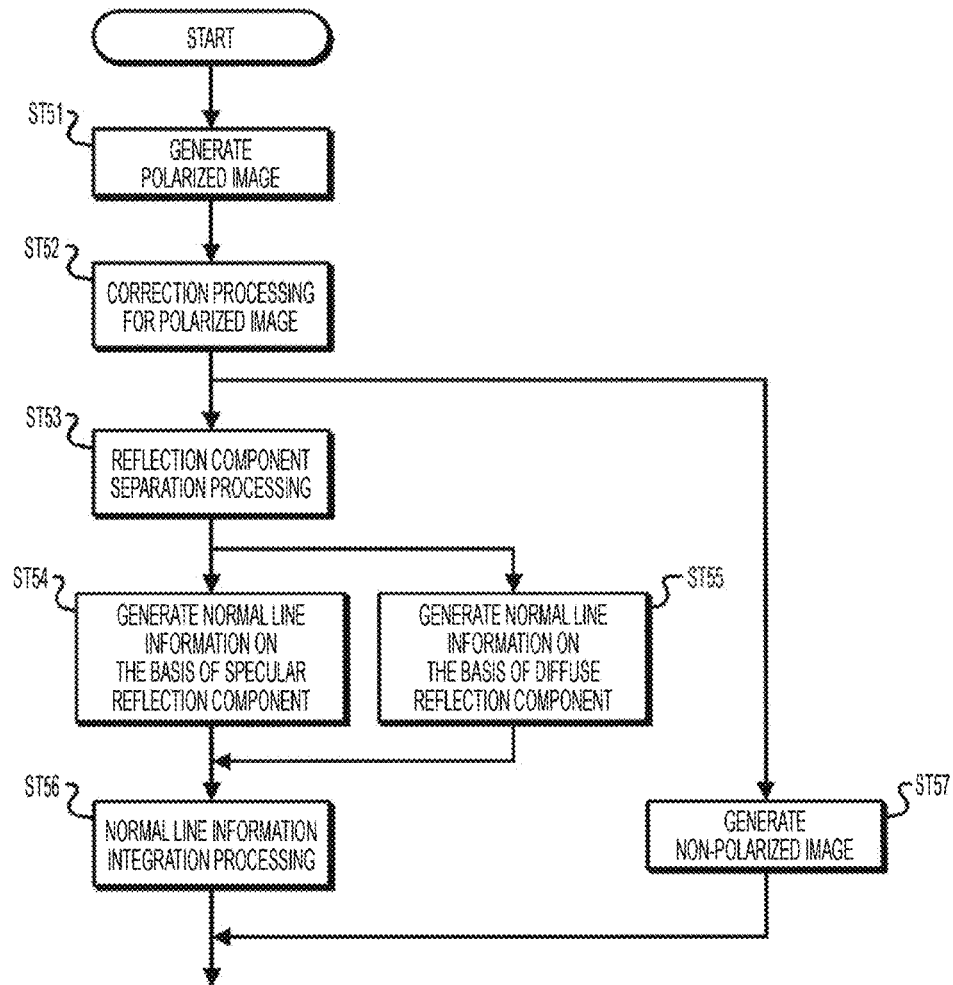 START
ST51
GENERATE
POLARIZED IMAGE
ST52
CORRECTION PROCESSING
FOR POLARIZED IMAGE
ST53
REFLECTION COMPONENT
SEPARATION PROCESSING
ST54
GENERATE NORMAL LINE
INFORMATION ON
THE BASIS OF SPECULAR
REFLECTION COMPONENT
ST55
GENERATE NORMAL LINE
INFORMATION ON
THE BASIS OF DIFFUSE
REFLECTION COMPONENT
ST56
NORMAL LINE INFORMATION
INTEGRATION PROCESSING
ST57
GENERATE
NON-POLARIZED IMAGE